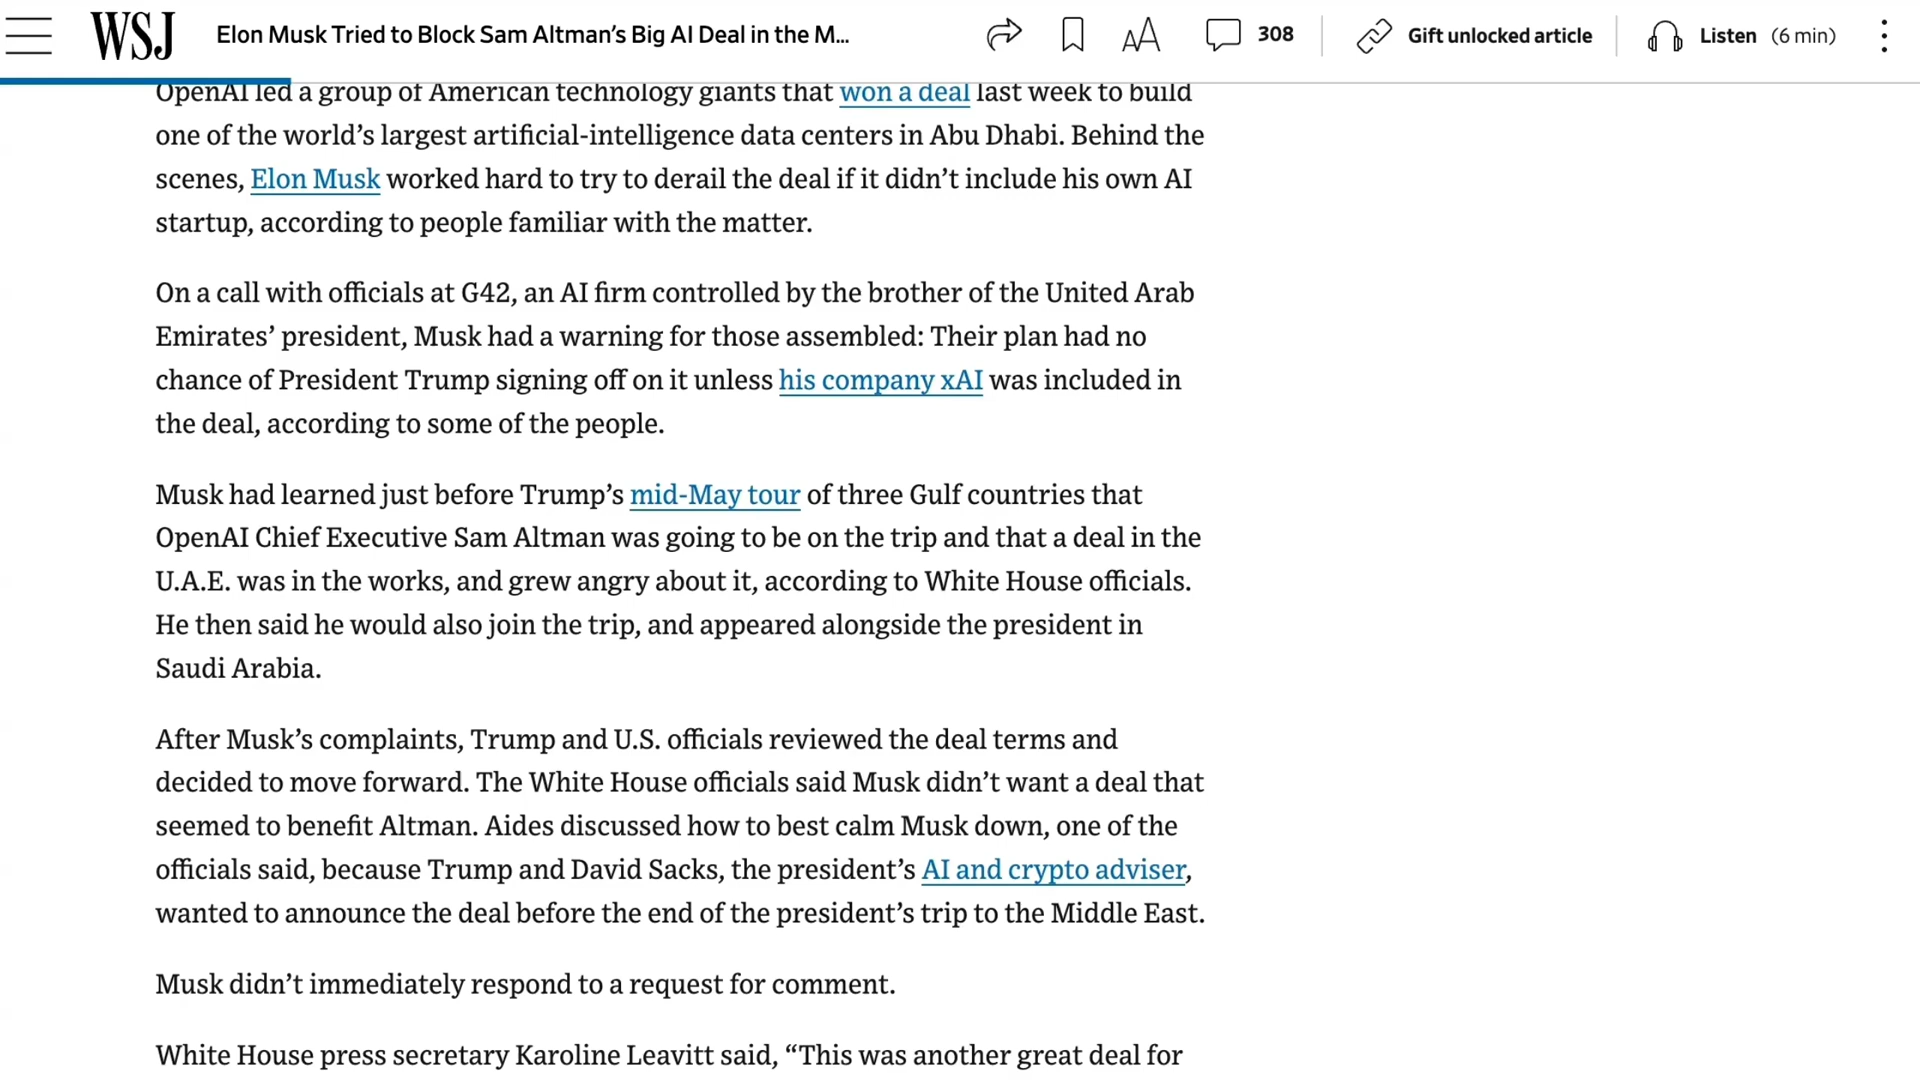 WSJ
Elon Musk Tried to Block Sam Altman’s Big AI Deal in the M...
AA
308
Gift unlocked article
Listen (6 min)
OpenAI led a group of American technology giants that won a deal last week to build
one of the world’s largest artificial-intelligence data centers in Abu Dhabi. Behind the
scenes, Elon Musk worked hard to try to derail the deal if it didn’t include his own AI
startup, according to people familiar with the matter.
On a call with officials at G42, an AI firm controlled by the brother of the United Arab
Emirates’ president, Musk had a warning for those assembled: Their plan had no
chance of President Trump signing off on it unless his company xAI was included in
the deal, according to some of the people.
Musk had learned just before Trump’s mid-May tour of three Gulf countries that
OpenAI Chief Executive Sam Altman was going to be on the trip and that a deal in the
U.A.E. was in the works, and grew angry about it, according to White House officials.
He then said he would also join the trip, and appeared alongside the president in
Saudi Arabia.
After Musk’s complaints, Trump and U.S. officials reviewed the deal terms and
decided to move forward. The White House officials said Musk didn’t want a deal that
seemed to benefit Altman. Aides discussed how to best calm Musk down, one of the
officials said, because Trump and David Sacks, the president’s AI and crypto adviser,
wanted to announce the deal before the end of the president’s trip to the Middle East.
Musk didn’t immediately respond to a request for comment.
White House press secretary Karoline Leavitt said, “This was another great deal for